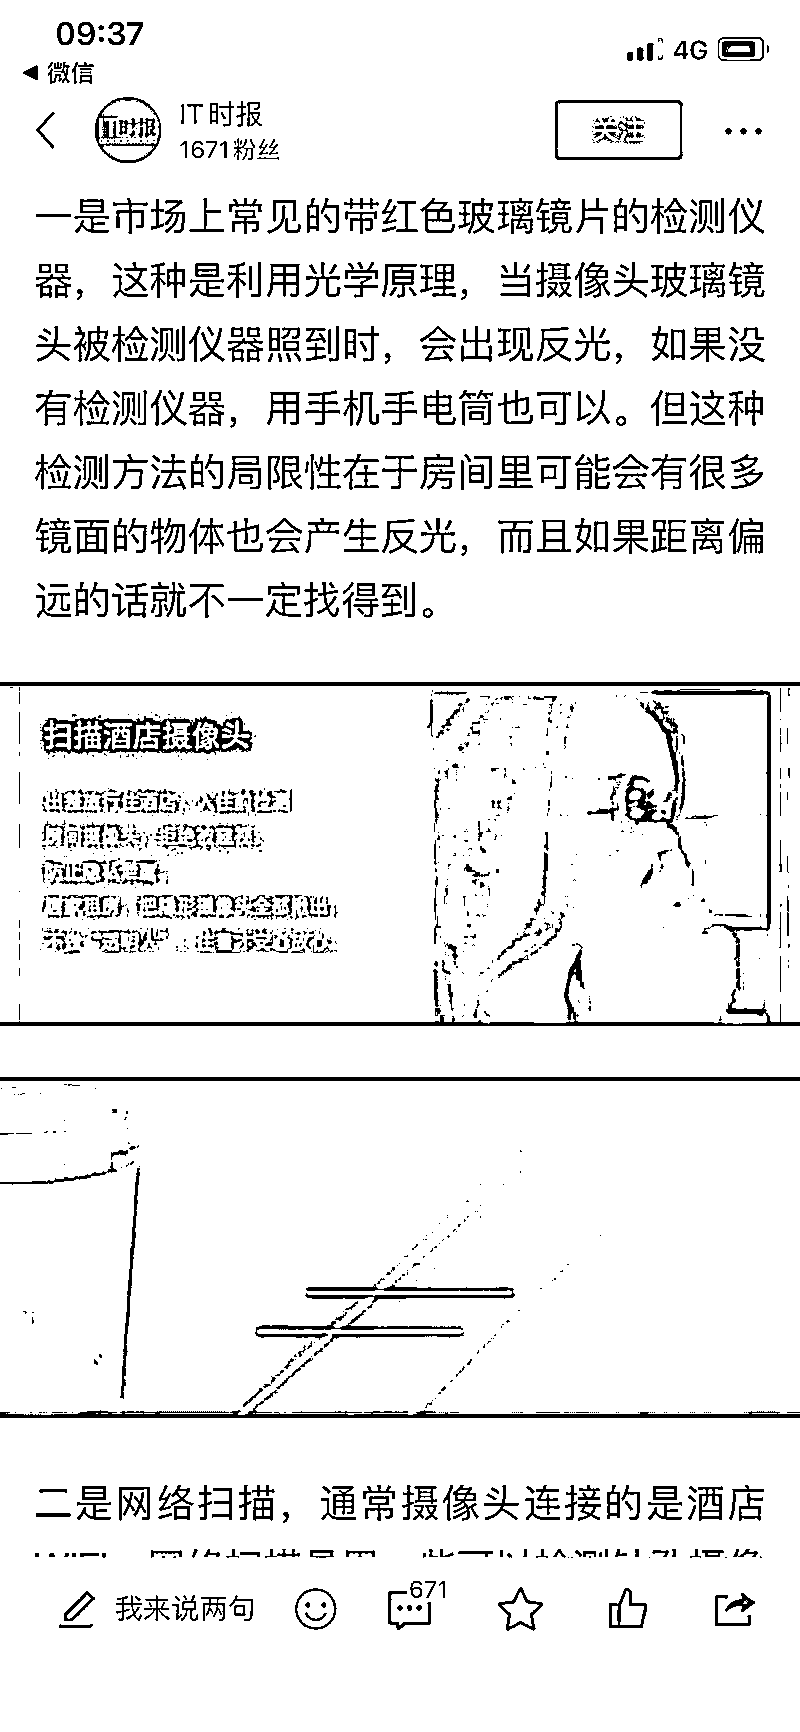 09:37
4G
微信
IT时报
IT 时报
1671粉丝
关注
一是市场上常见的带红色玻璃镜片的检测仪
器，这种是利用光学原理，当摄像头玻璃镜
头被检测仪器照到时，会出现反光，如果没
有检测仪器，用手机手电筒也可以。但这种
检测方法的局限性在于房间里可能会有很多
镜面的物体也会产生反光，而且如果距离偏
远的话就不一定找得到。
扫描酒店摄像头
二是网络扫描，通常摄像头连接的是酒店
我来说两句
671